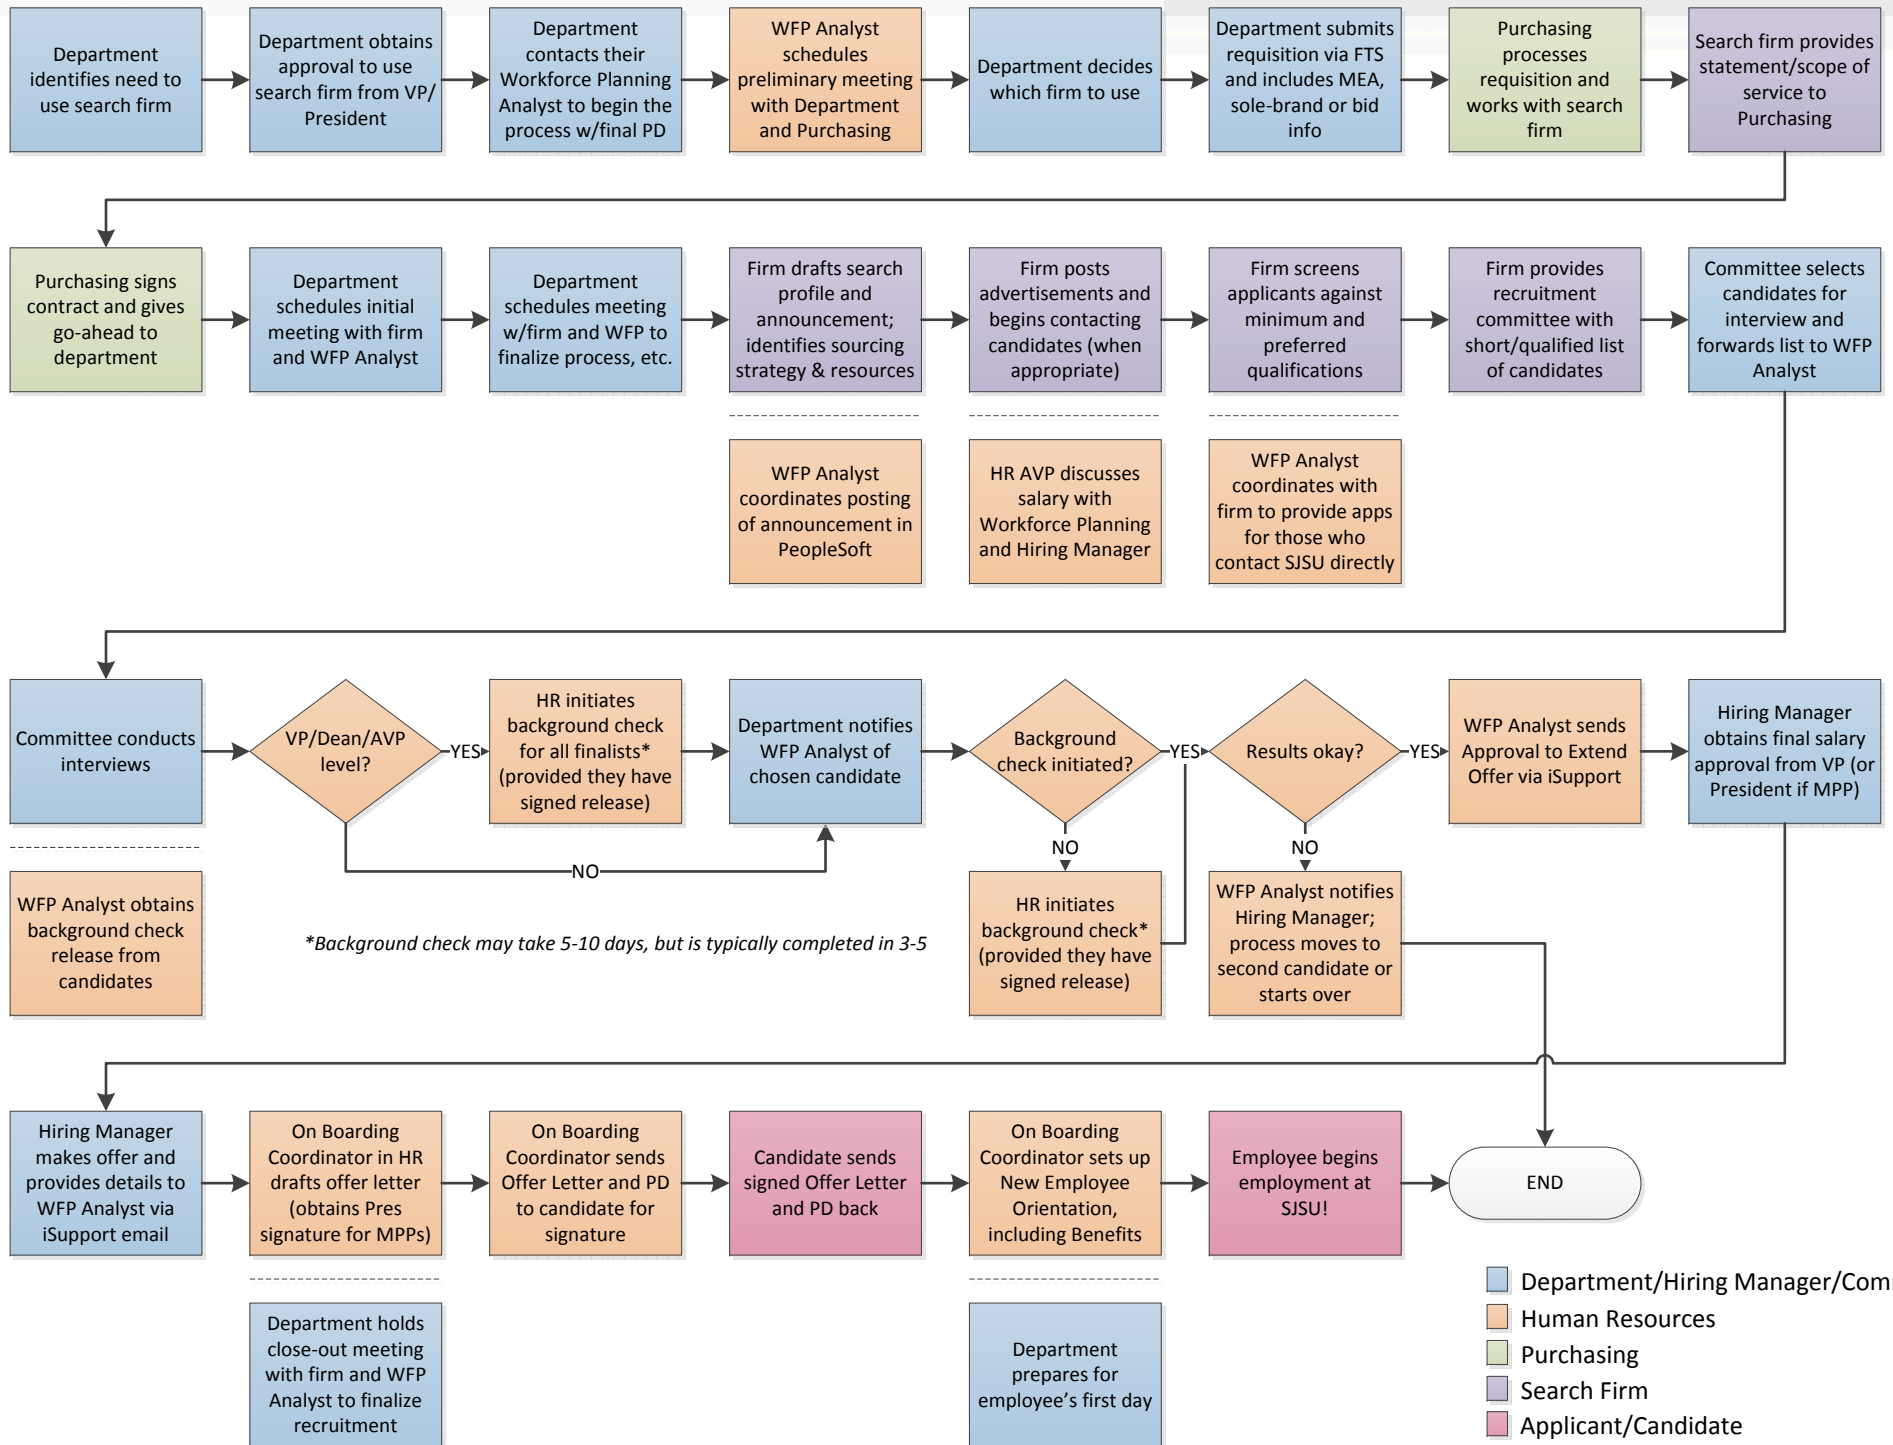 Department
identifies need to
use search firm
Department obtains
approval to use
search firm from VP/
President
Department
contacts their
Workforce Planning
Analyst to begin the
process w/final PD
WFP Analyst
schedules
preliminary meeting
with Department
and Purchasing
Department decides
which firm to use
Department submits
requisition via FTS
and includes MEA,
sole-brand or bid
info
Purchasing
processes
requisition and
works with search
firm
Search firm provides
statement/scope of
service to
Purchasing
Purchasing signs
contract and gives
go-ahead to
department
Department
schedules initial
meeting with firm
and WFP Analyst
Department
schedules meeting
w/firm and WFP to
finalize process, etc.
Firm drafts search
profile and
announcement;
identifies sourcing
strategy & resources
Firm posts
advertisements and
begins contacting
candidates (when
appropriate)
Firm screens
applicants against
minimum and
preferred
qualifications
Firm provides
recruitment
committee with
short/qualified list
of candidates
Committee selects
candidates for
interview and
forwards list to WFP
Analyst
WFP Analyst
coordinates posting
of announcement in
PeopleSoft
HR AVP discusses
salary with
Workforce Planning
and Hiring Manager
WFP Analyst
coordinates with
firm to provide apps
for those who
contact SJSU directly
Committee conducts
interviews
VP/Dean/AVP
level?
YES
NO
HR initiates
background check
for all finalists*
(provided they have
signed release)
Department notifies
WFP Analyst of
chosen candidate
Background
check initiated?
YES
NO
Results okay?
YES
NO
WFP Analyst sends
Approval to Extend
Offer via iSupport
Hiring Manager
obtains final salary
approval from VP (or
President if MPP)
WFP Analyst obtains
background check
release from
candidates
*Background check may take 5-10 days, but is typically completed in 3-5
HR initiates
background check*
(provided they have
signed release)
WFP Analyst notifies
Hiring Manager;
process moves to
second candidate or
starts over
Hiring Manager
makes offer and
provides details to
WFP Analyst via
iSupport email
On Boarding
Coordinator in HR
drafts offer letter
(obtains Pres
signature for MPPs)
On Boarding
Coordinator sends
Offer Letter and PD
to candidate for
signature
Candidate sends
signed Offer Letter
and PD back
On Boarding
Coordinator sets up
New Employee
Orientation,
including Benefits
Employee begins
employment at
SJSU!
END
Department holds
close-out meeting
with firm and WFP
Analyst to finalize
recruitment
Department
prepares for
employee's first day
Department/Hiring Manager/Com
Human Resources
Purchasing
Search Firm
Applicant/Candidate